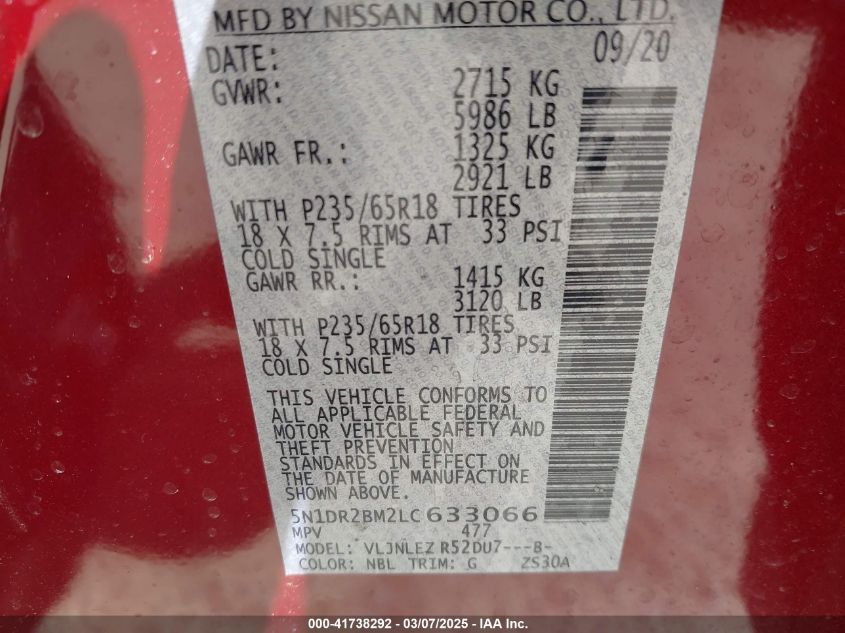 MFD BY NISSAN MOTOR CO., LTD.
DATE: 09/20
GVWR: 2715 KG
5986 LB
GAWR FR.: 1325 KG
2921 LB
WITH P235/65R18 TIRES
18 X 7.5 RIMS AT 33 PSI
COLD SINGLE
GAWR RR.: 1415 KG
3120 LB
WITH P235/65R18 TIRES
18 X 7.5 RIMS AT 33 PSI
COLD SINGLE
THIS VEHICLE CONFORMS TO
ALL APPLICABLE FEDERAL
MOTOR VEHICLE SAFETY AND
THEFT PREVENTION
STANDARDS IN EFFECT ON
THE DATE OF MANUFACTURE
SHOWN ABOVE.
5N1DR2BM2LC633066
MPV 477
MODEL: VLJNLEZ R52DU7---B-
COLOR: NBL TRIM: G ZS30A
000-41738292 - 03/07/2025 - IAA Inc.